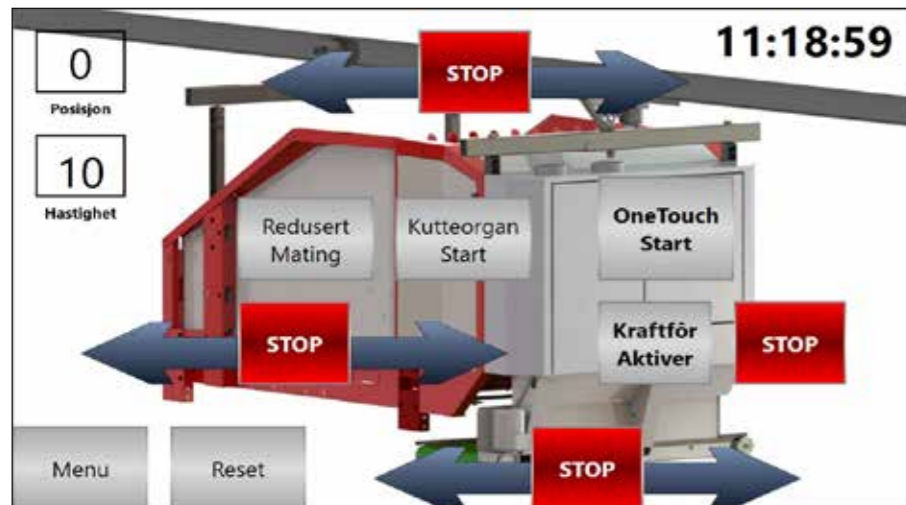 0
Posisjon
10
Hastighet
STOP
11:18:59
Redusert
Mating
Kutteorgan
Start
OneTouch
Start
STOP
Kraftfôr
Aktiver
STOP
Menu
Reset
STOP